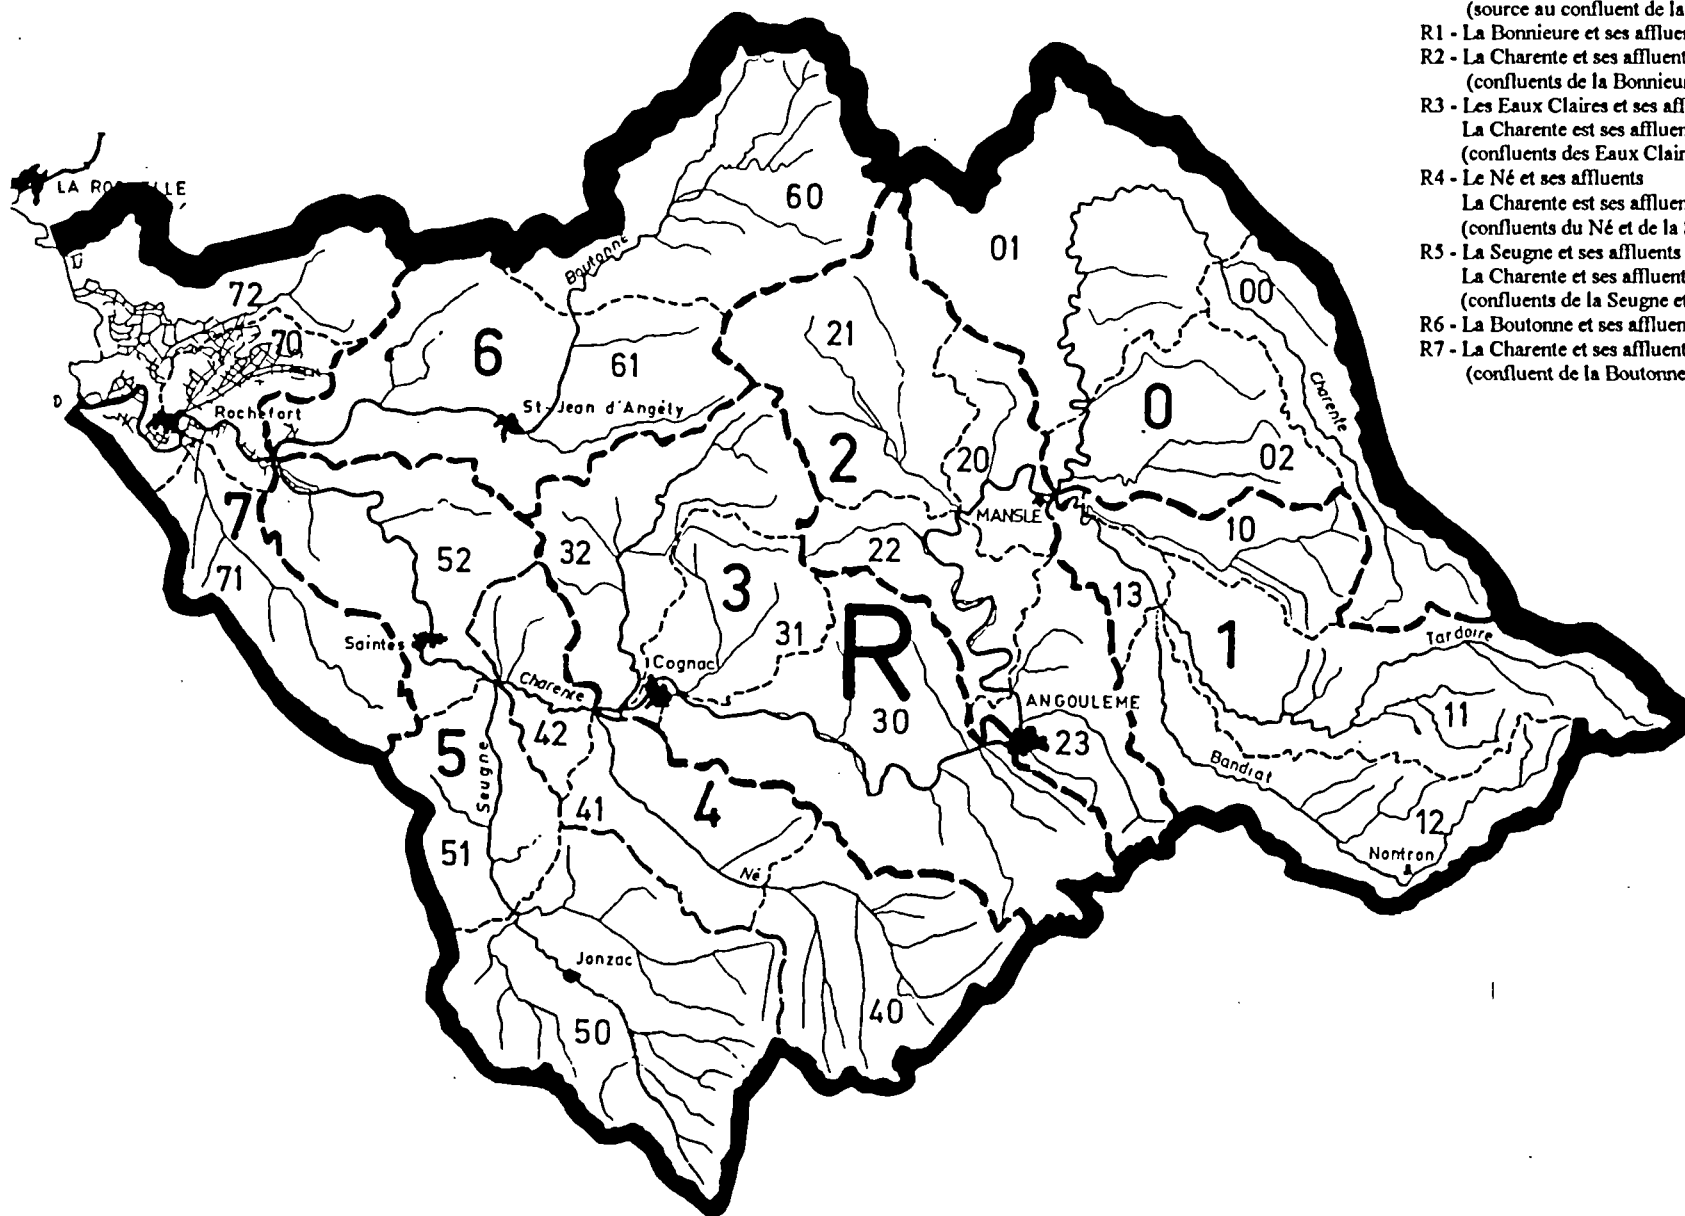 (source au confluent de la
R1 - La Bonnieure et ses afflue
R2 - La Charente et ses affluent
(confluents de la Bonnieu
R3 - Les Eaux Claires et ses aff
La Charente est ses affluer
(confluents des Eaux Clair
R4 - Le Né et ses affluents
La Charente est ses affluer
(confluents du Né et de la
R5 - La Seugne et ses affluents
La Charente et ses affluent
(confluents de la Seugne et
R6 - La Boutonne et ses affluen
R7 - La Charente et ses affluent
(confluent de la Boutonne
LA ROCHELLE
60
01
Boutonne
72
00
70
21
6
61
Charente
Rochefort
St-Jean d'Angély
0
2
20
02
7
MANSLE
10
52
32
22
3
71
13
31
R
1
Tardoire
Saintes
Cognac
Charente
30
ANGOULEME
11
42
5
Seugne
23
Bandiat
41
4
51
12
Nontron
Né
Jonzac
40
50